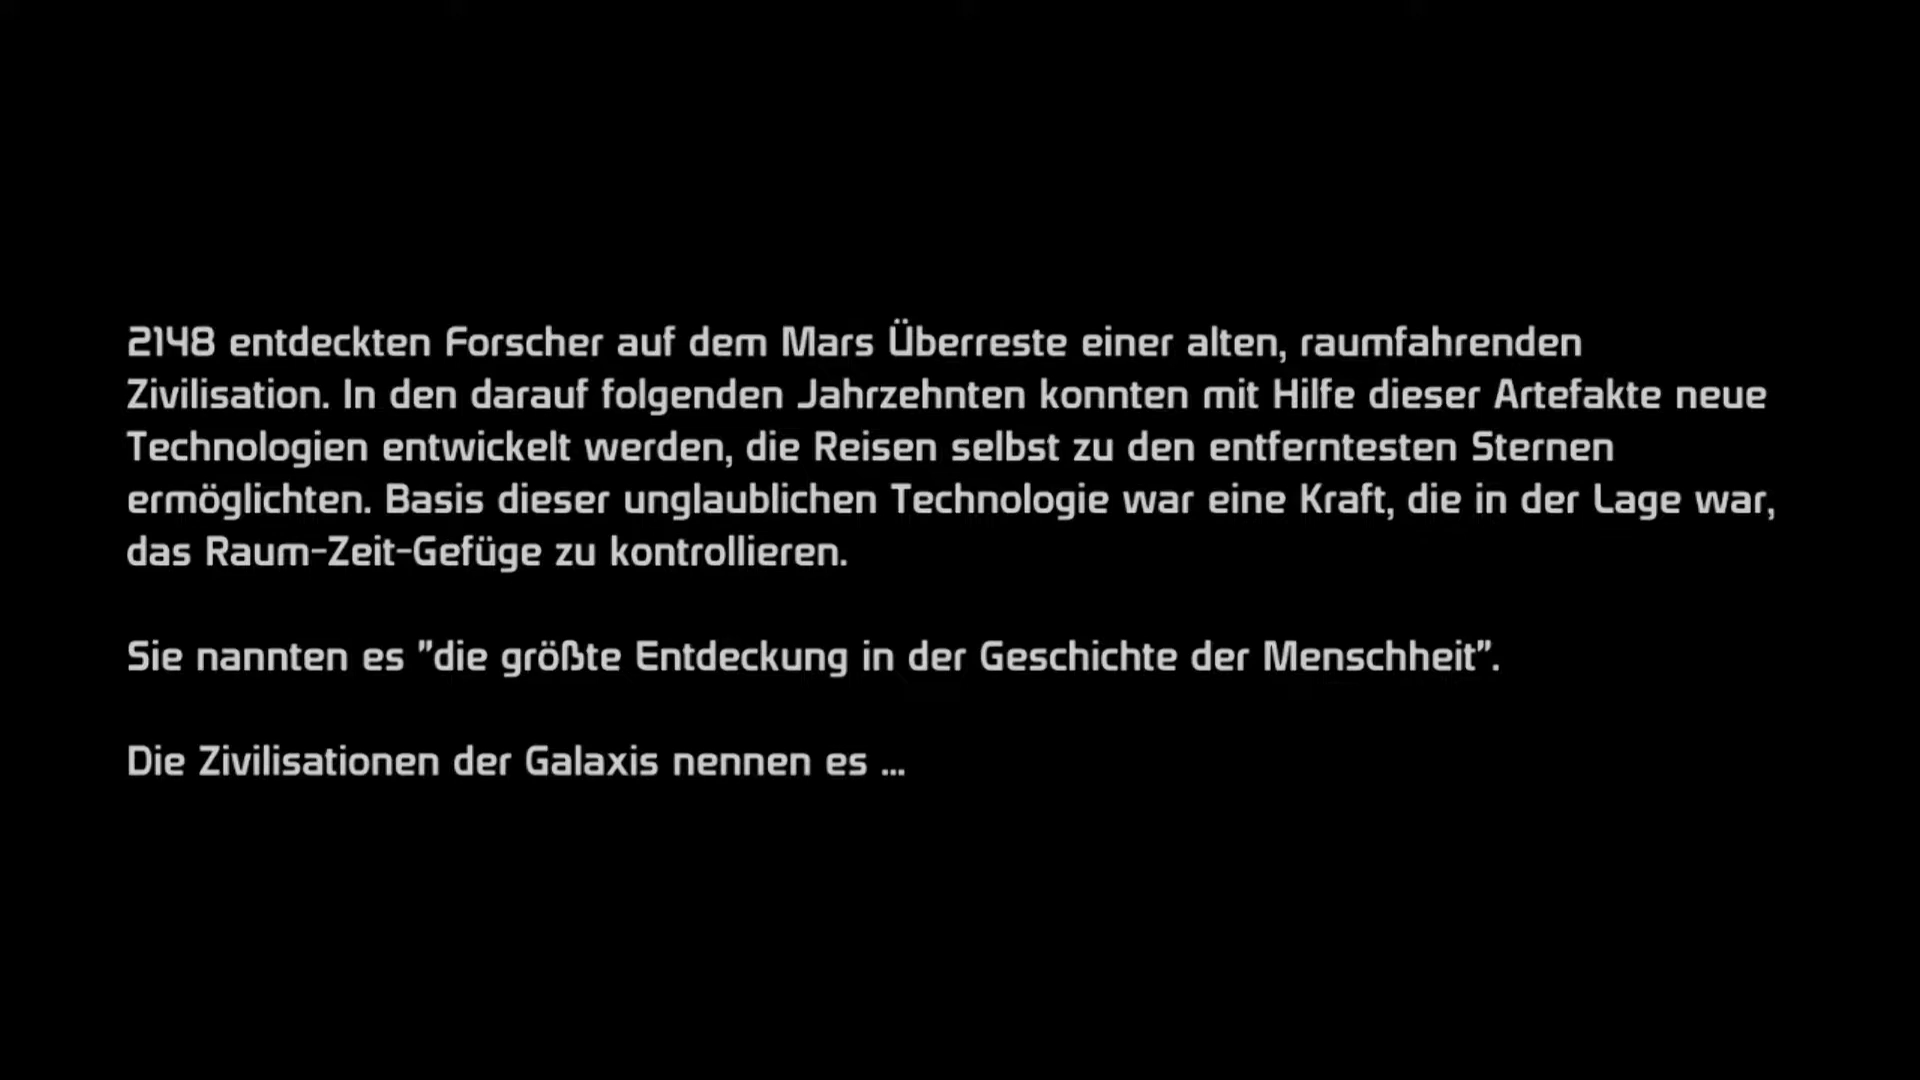 2148 entdeckten Forscher auf dem Mars Überreste einer alten, raumfahrenden
Zivilisation. In den darauf folgenden Jahrzehnten konnten mit Hilfe dieser Artefakte neue
Technologien entwickelt werden, die Reisen selbst zu den entferntesten Sternen
ermöglichten. Basis dieser unglaublichen Technologie war eine Kraft, die in der Lage war,
das Raum-Zeit-Gefüge zu kontrollieren.
Sie nannten es "die größte Entdeckung in der Geschichte der Menschheit".
Die Zivilisationen der Galaxis nennen es ...